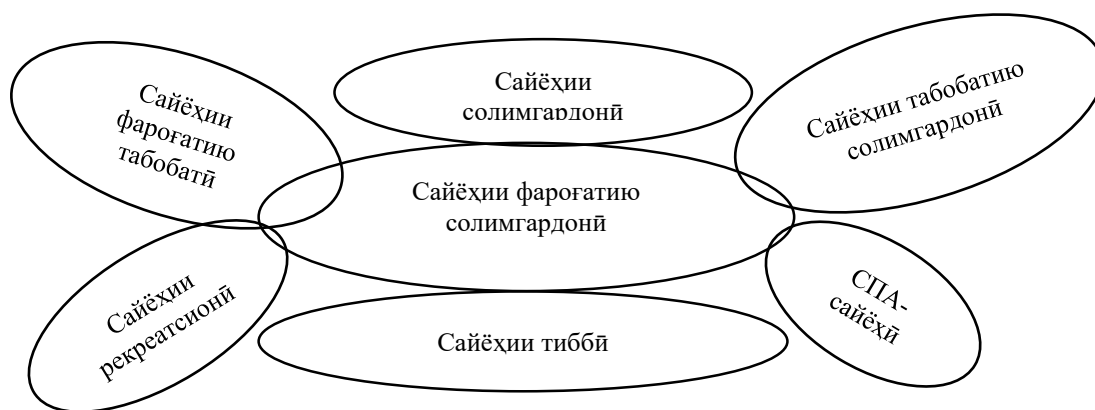 Сайёҳии
фароғатию
табобатӣ
Сайёҳии
солимгардонӣ
Сайёҳии табобатию
солимгардонӣ
Сайёҳии фароғатию
солимгардонӣ
Сайёҳии
рекреатсионӣ
Сайёҳии тиббӣ
СПА-
сайёҳӣ